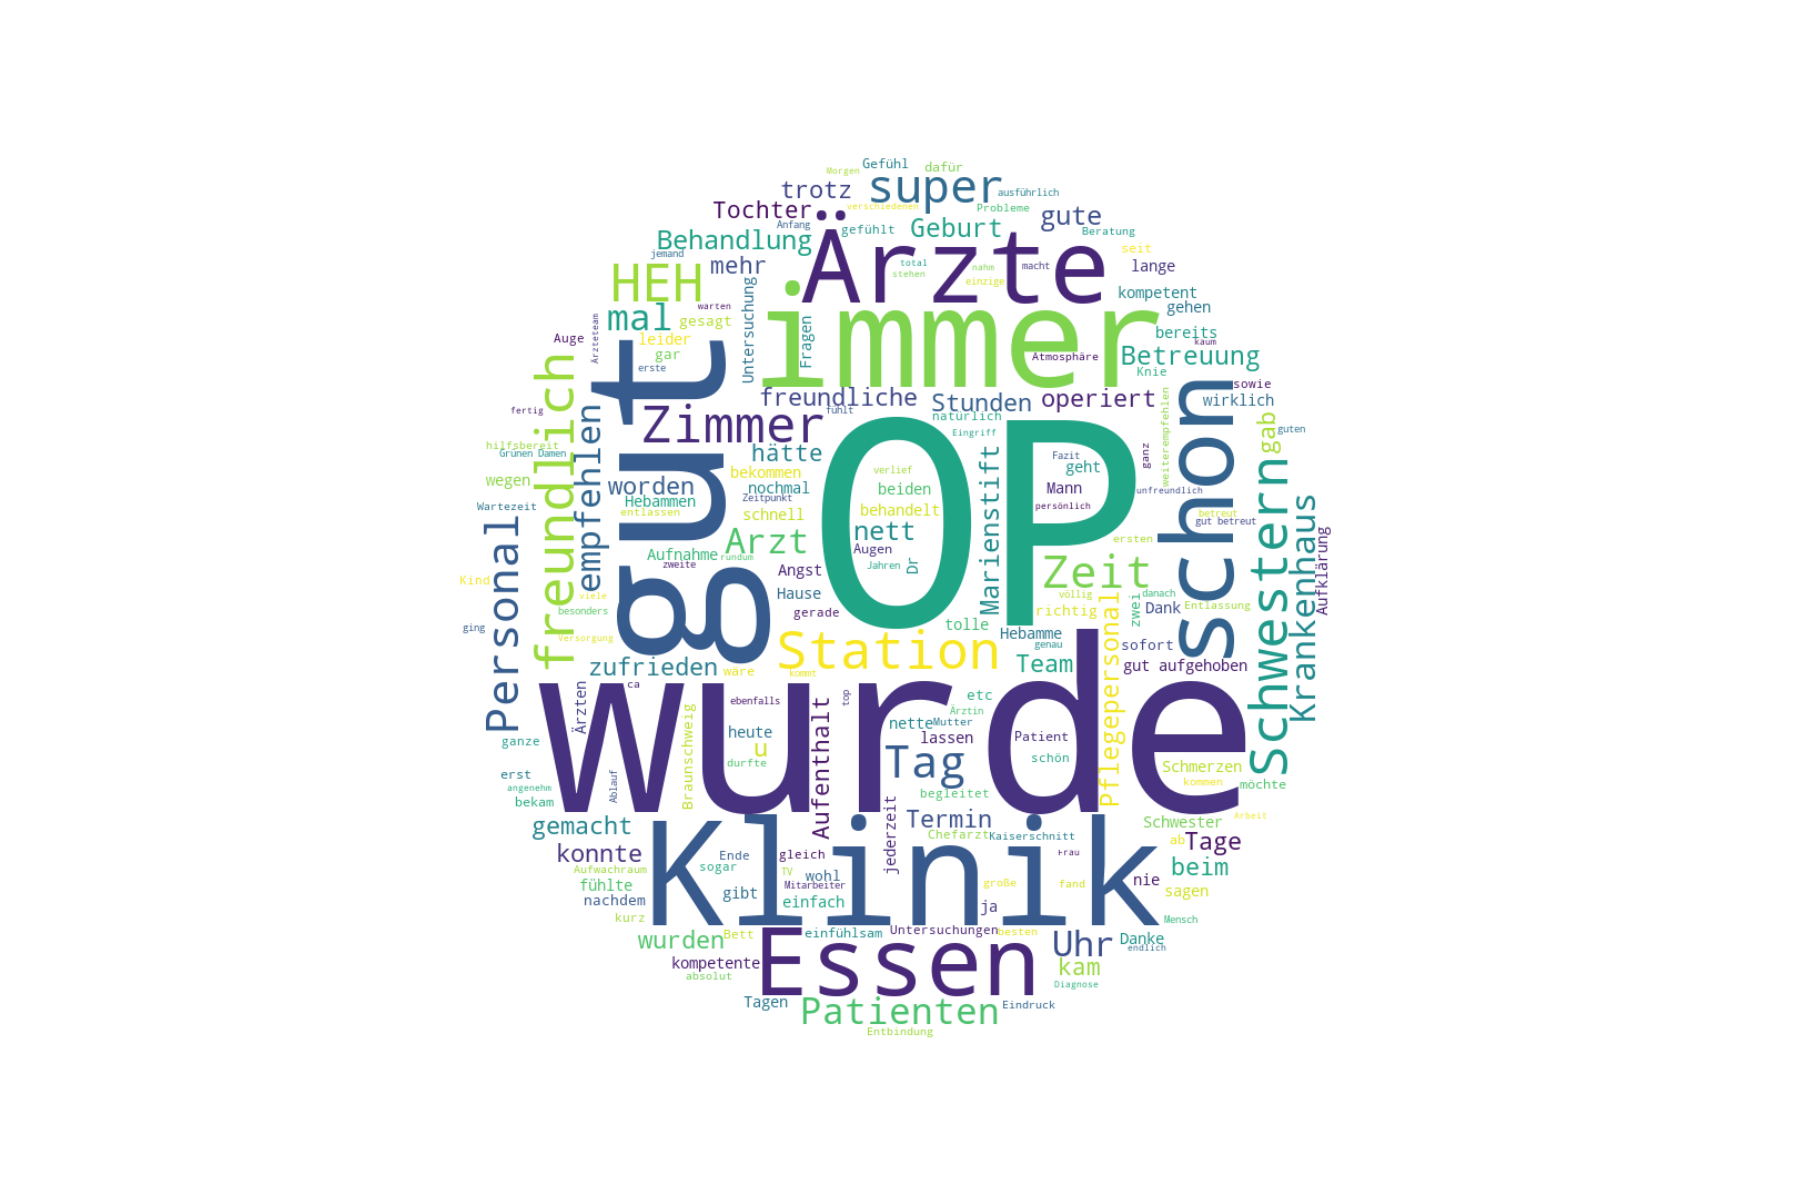 Morgen
Gefühl
dafür
trotz
super
ausführlich
Tochter
verschiedenen
Probleme
gute
Anfang
gefühlt
Geburt
Beratung
Behandlung
Ärzte
seit
jemand
mehr
total
nahm
macht
lange
stehen
einzige
HEH
Untersuchung
immer
kompetent
gehen
mal
warten
gesagt
Fragen
bereits
Auge
Ärzteteam
leider
kaum
gar
Atmosphäre
Betreuung
erste
Knie
gut
freundlich
freundliche
Stunden
operiert
schon
sowie
wirklich
fertig
empfehlen
Zimmer
fühlt
natürlich
weiterempfehlen
gab
guten
hilfsbereit
Grünen Damen
hätte
Eingriff
OP
Fazit
ganz
wegen
worden
bekommen
verlief
Marienstift
geht
Schwestern
Hebammen
nochmal
beiden
Mann
unfreundlich
Wartezeit
Zeitpunkt
persönlich
Krankenhaus
entlassen
schnell
behandelt
betreut
gut betreut
Personal
Arzt
nett
ersten
Aufklärung
Aufnahme
rundum
Augen
zweite
Angst
Jahren
Dr
Zeit
Kind
viele
Hause
völlig
danach
besonders
gerade
richtig
zwei
Dank
Entlassung
ging
Versorgung
tolle
Hebamme
Pflegepersonal
genau
sofort
Station
zufrieden
wäre
kommt
Team
gut aufgehoben
wurde
ca
ebenfalls
top
etc
Ärzten
Braunschweig
Aufenthalt
Ärztin
ganze
heute
u
nette
Mutter
lassen
Patient
erst
durfte
Tag
schön
Schmerzen
angenehm
Ablauf
kommen
möchte
bekam
begleitet
gemacht
jederzeit
Termin
Schwester
Arbeit
Klinik
Chefarzt
Kaiserschnitt
konnte
Ende
gleich
Frau
ab
Tage
Aufwachraum
sogar
TV
wohl
beim
fühlte
Mitarbeiter
große
fand
nie
nachdem
gibt
einfach
ja
sagen
kurz
Mensch
wurden
Bett
einfühlsam
Untersuchungen
besten
Uhr
Danke
endlich
Essen
kompetente
kam
absolut
Diagnose
Tagen
Patienten
Eindruck
Entbindung